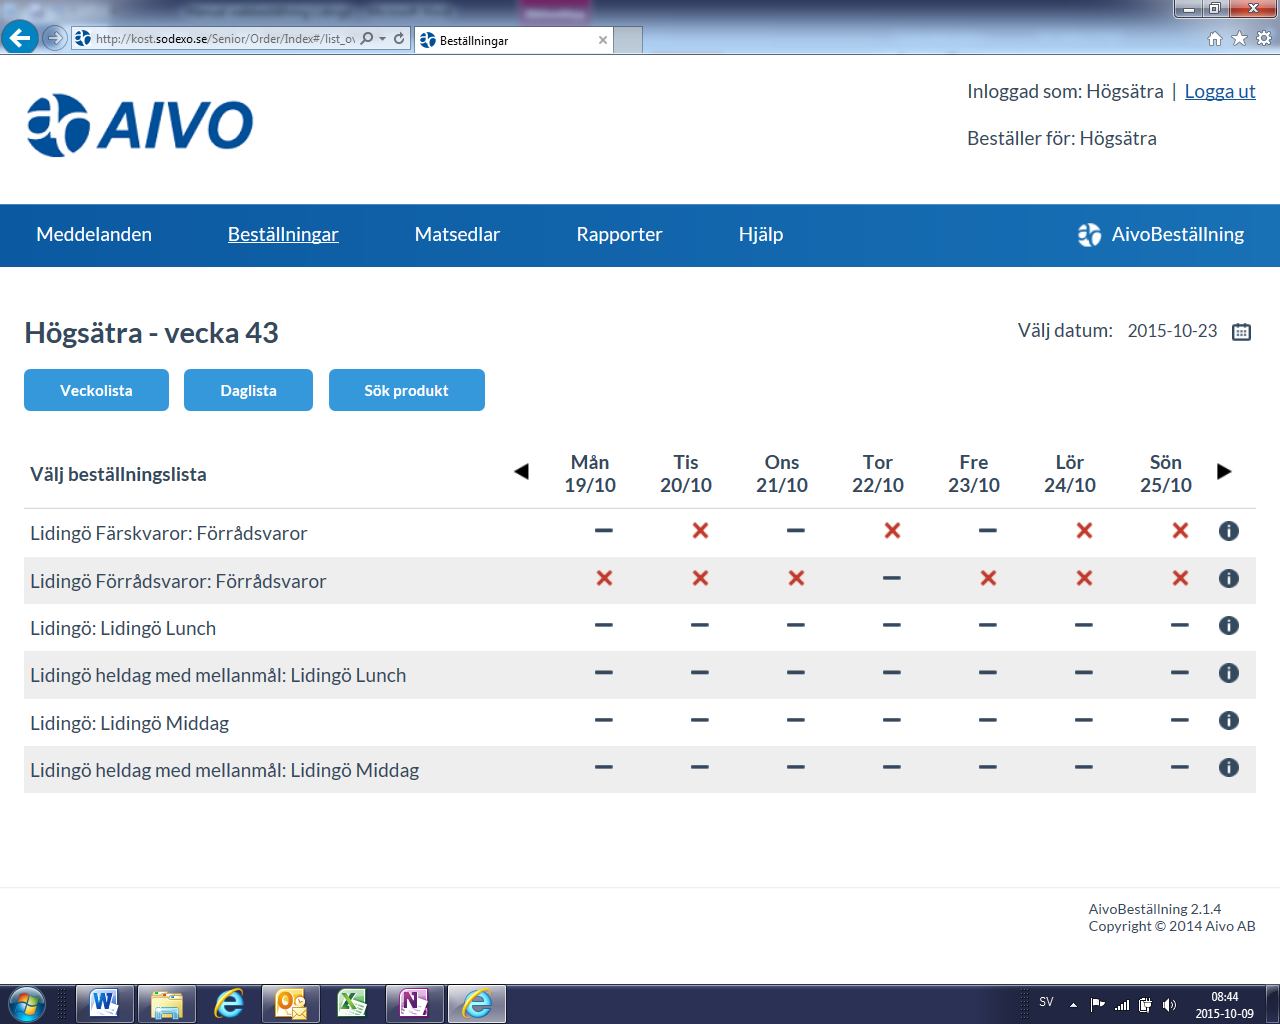 http://kost.sodexo.se/Senior/Order/Index#/list_ov
Beställningar
AIVO
Inloggad som: Högsätra | Logga ut
Beställer för: Högsätra
Meddelanden Beställningar Matsedlar Rapporter Hjälp AivoBeställning
Högsätra - vecka 43
Välj datum: 2015-10-23
Veckolista Daglista Sök produkt
Välj beställningslista
Mån Tis Ons Tor Fre Lör Sön
19/10 20/10 21/10 22/10 23/10 24/10 25/10
Lidingö Färskvaror: Förrådsvaror
Lidingö Förrådsvaror: Förrådsvaror
Lidingö: Lidingö Lunch
Lidingö heldag med mellanmål: Lidingö Lunch
Lidingö: Lidingö Middag
Lidingö heldag med mellanmål: Lidingö Middag
AivoBeställning 2.1.4
Copyright © 2014 Aivo AB
SV
08:44
2015-10-09